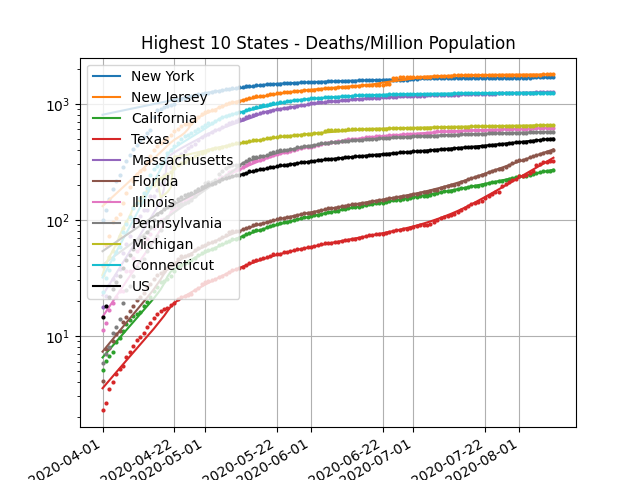 Highest 10 States - Deaths/Million Population
New York
New Jersey
California
Texas
Massachusetts
Florida
Illinois
Pennsylvania
Michigan
Connecticut
US
10³
10²
10¹
2020-04-01
2020-04-22
2020-05-01
2020-05-22
2020-06-01
2020-06-22
2020-07-01
2020-07-22
2020-08-01